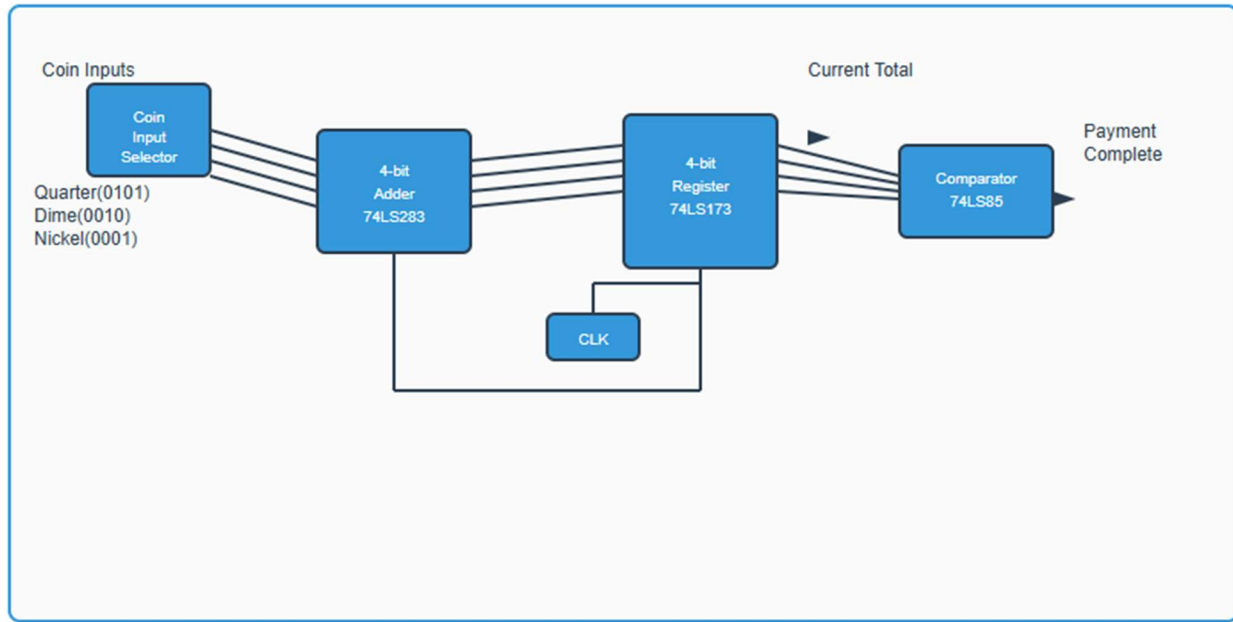 Coin Inputs
Coin
Input
Selector
Quarter(0101)
Dime(0010)
Nickel(0001)
4-bit
Adder
74LS283
4-bit
Register
74LS173
CLK
Current Total
Comparator
74LS85
Payment
Complete